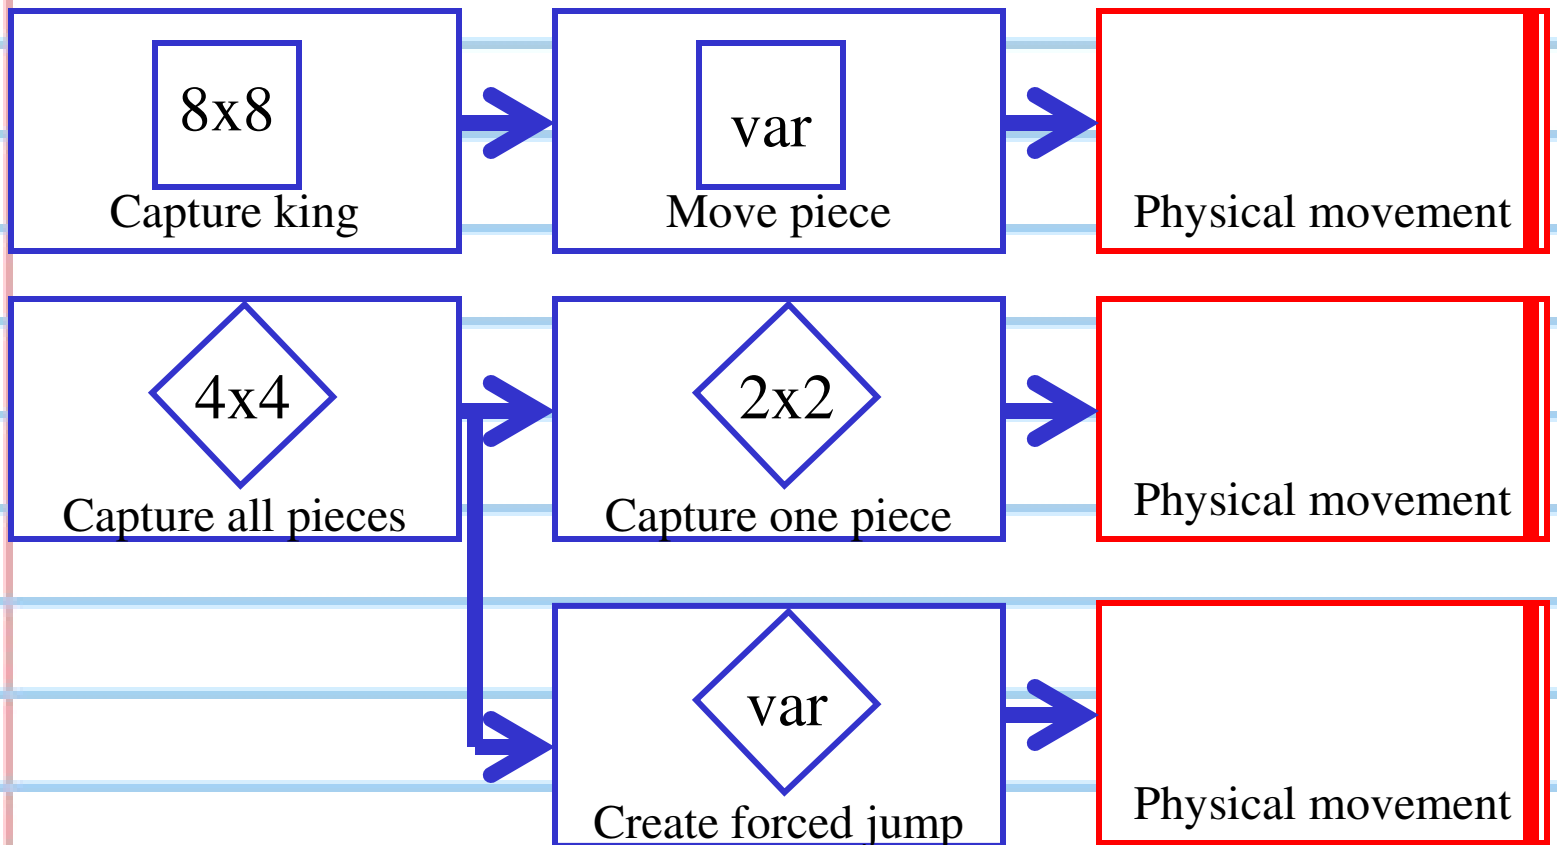 8x8
Capture king
var
Move piece
Physical movement
4x4
Capture all pieces
2x2
Capture one piece
Physical movement
var
Create forced jump
Physical movement